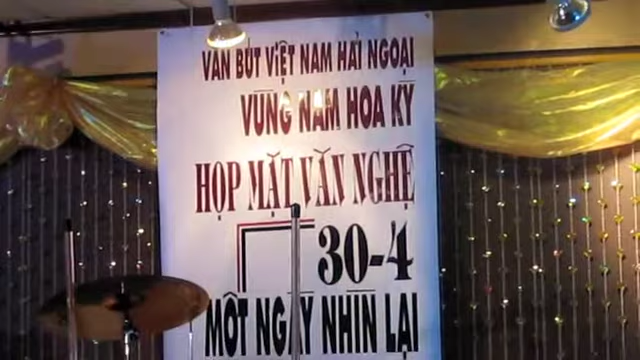 VĂN BÚT VIỆT NAM HẢI NGOẠI
VÙNG NAM HOA KỲ
HỌP MẶT VĂN NGHỆ
30-4
MỘT NGÀY NHÌN LẠI